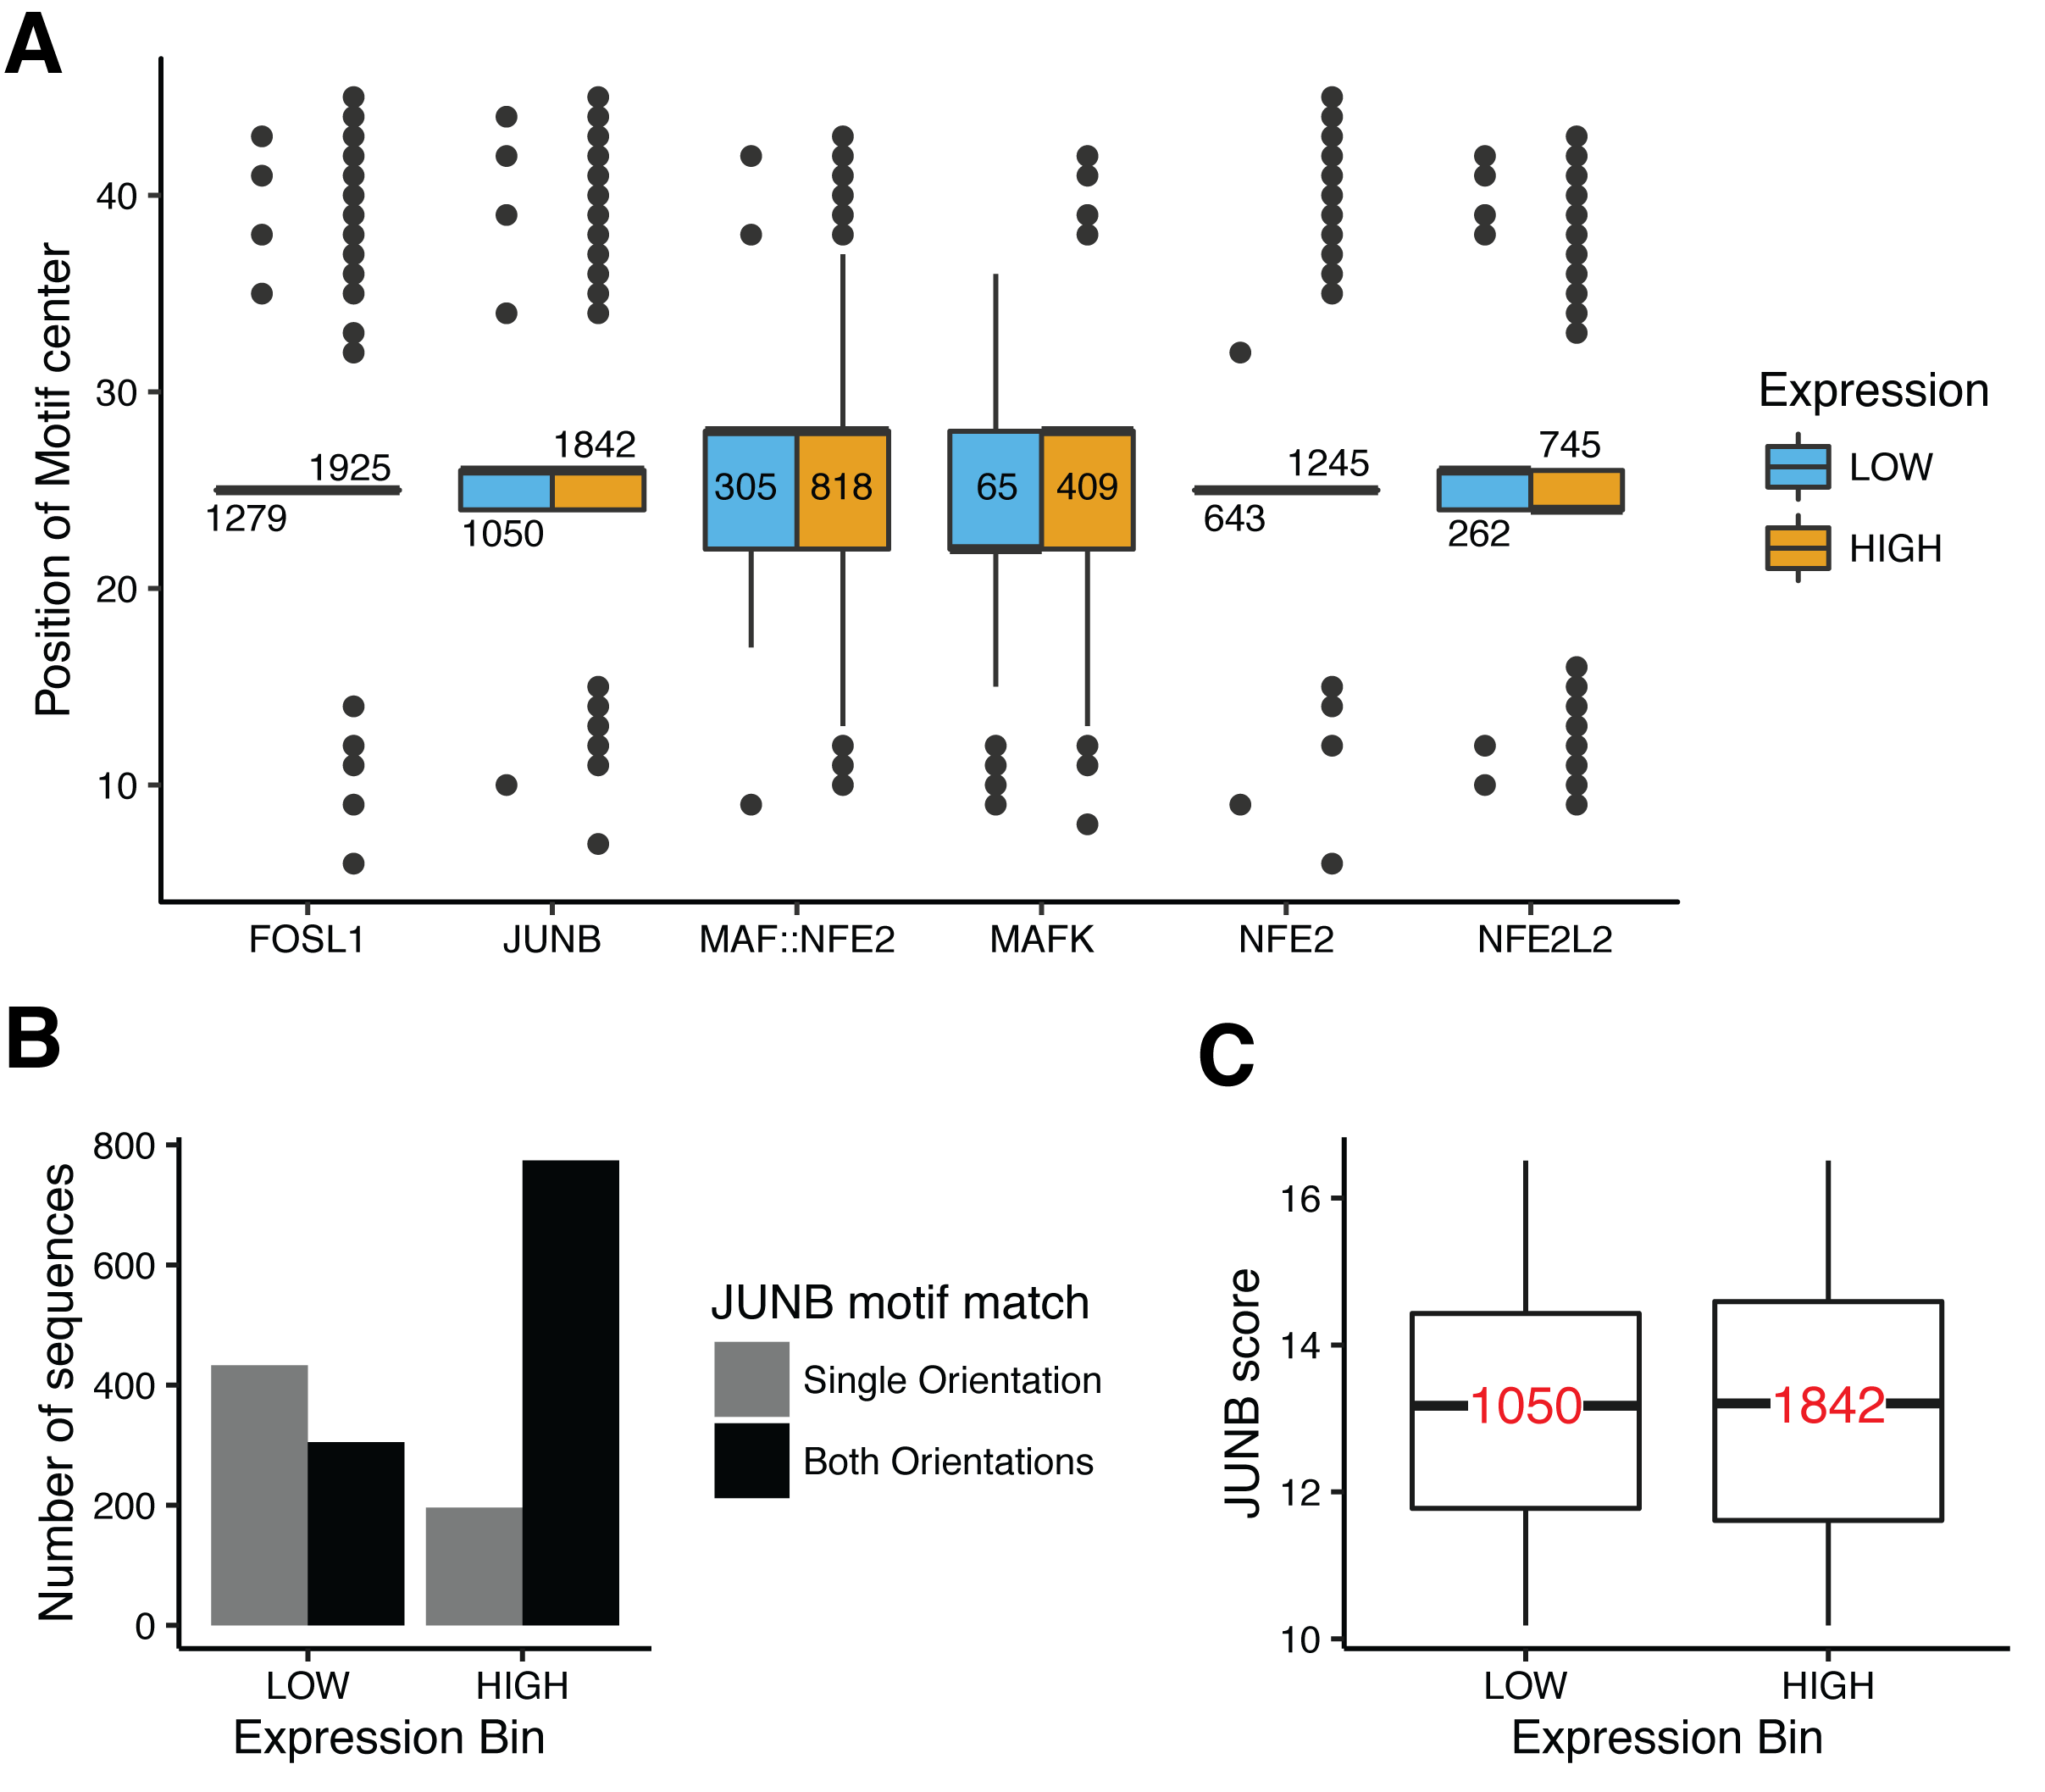 A
Position of Motif center
40
30
20
10
1279
1925
1050
1842
305
818
65
409
643
1245
262
745
FOSL1
JUNB
MAF::NFE2
MAFK
NFE2
NFE2L2
Expression
LOW
HIGH
B
Number of sequences
800
600
400
200
0
LOW
HIGH
Expression Bin
JUNB motif match
Single Orientation
Both Orientations
C
JUNB score
16
14
12
10
1050
1842
LOW
HIGH
Expression Bin